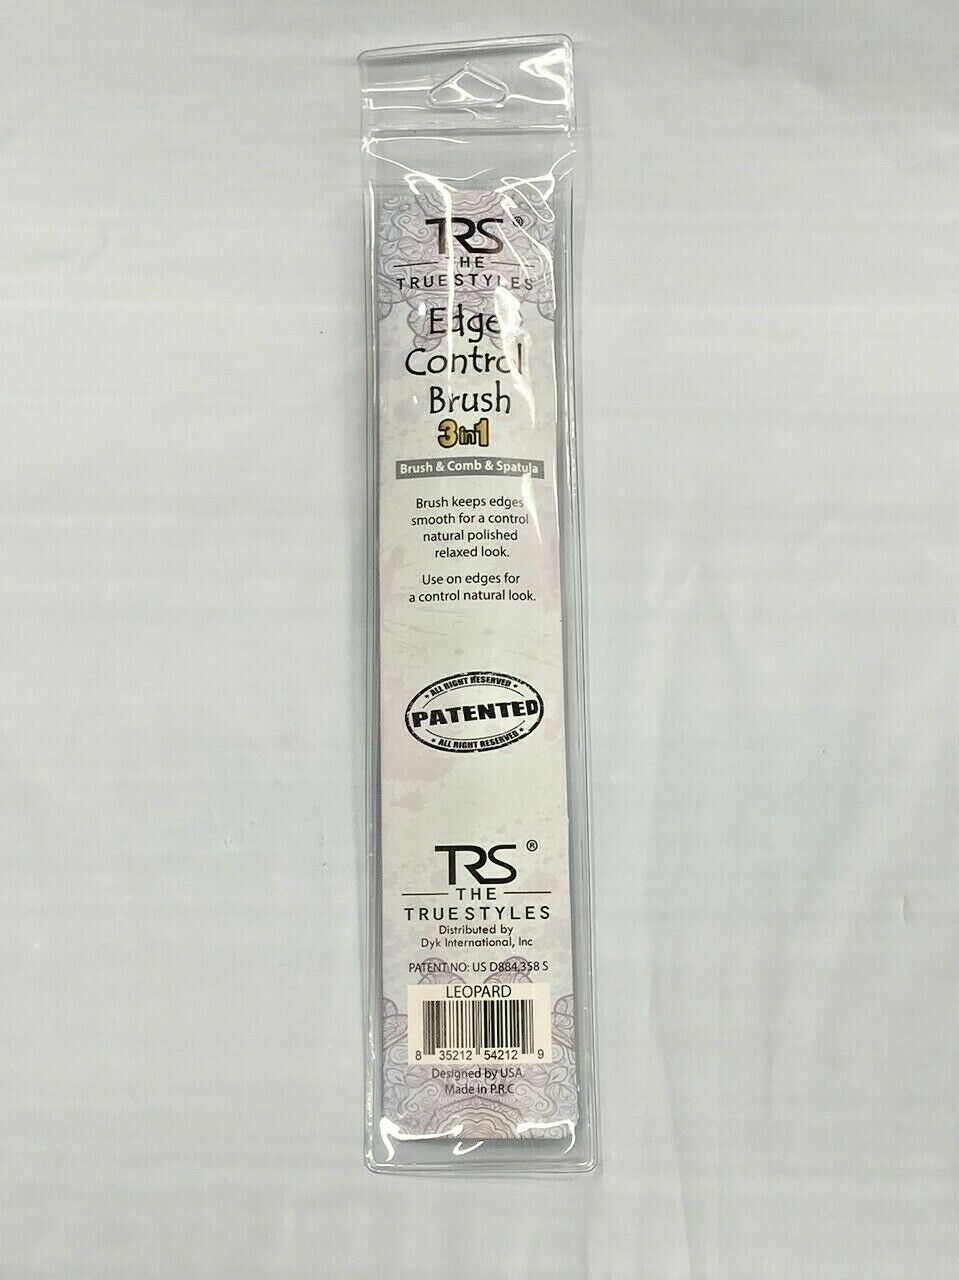 TRS®
THE
TRUESTYLES
Edge
Control
Brush
3in1
Brush & Comb & Spatula
Brush keeps edges
smooth for a control
natural polished
relaxed look.
Use on edges for
a control natural look.
ALL RIGHT RESERVED
PATENTED
ALL RIGHT RESERVED
TRS®
THE
TRUESTYLES
Distributed by
Dyk International, Inc
PATENT NO: US D884,358 S
LEOPARD
8 35212 54212 9
Designed by USA
Made in P.R.C